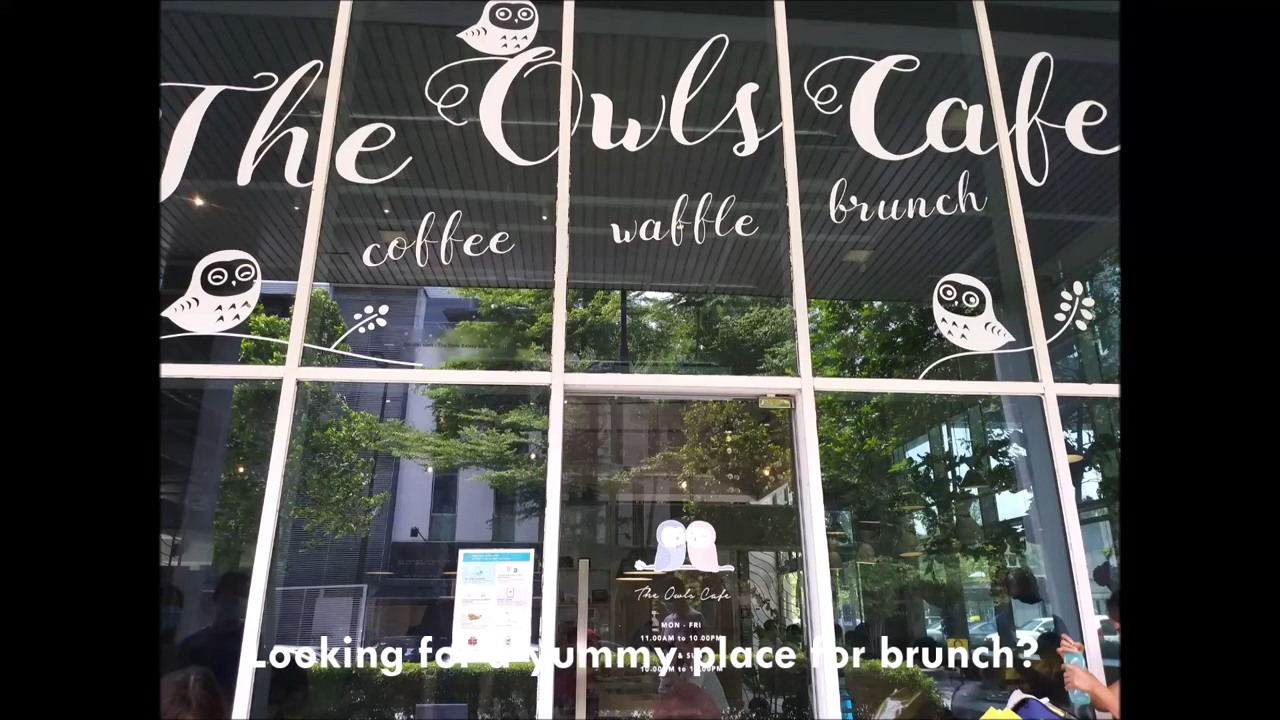 The Owls Cafe
coffee waffle brunch
The Owls Cafe
MON - FRI
11.00AM to 10.00PM
Looking for a yummy place for brunch?